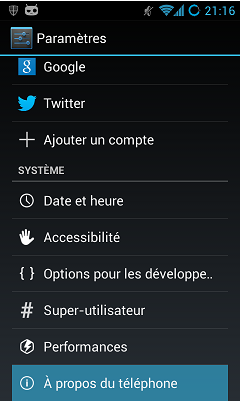 21:16
Paramètres
Google
Twitter
Ajouter un compte
SYSTÈME
Date et heure
Accessibilité
{ } Options pour les développe..
# Super-utilisateur
Performances
À propos du téléphone